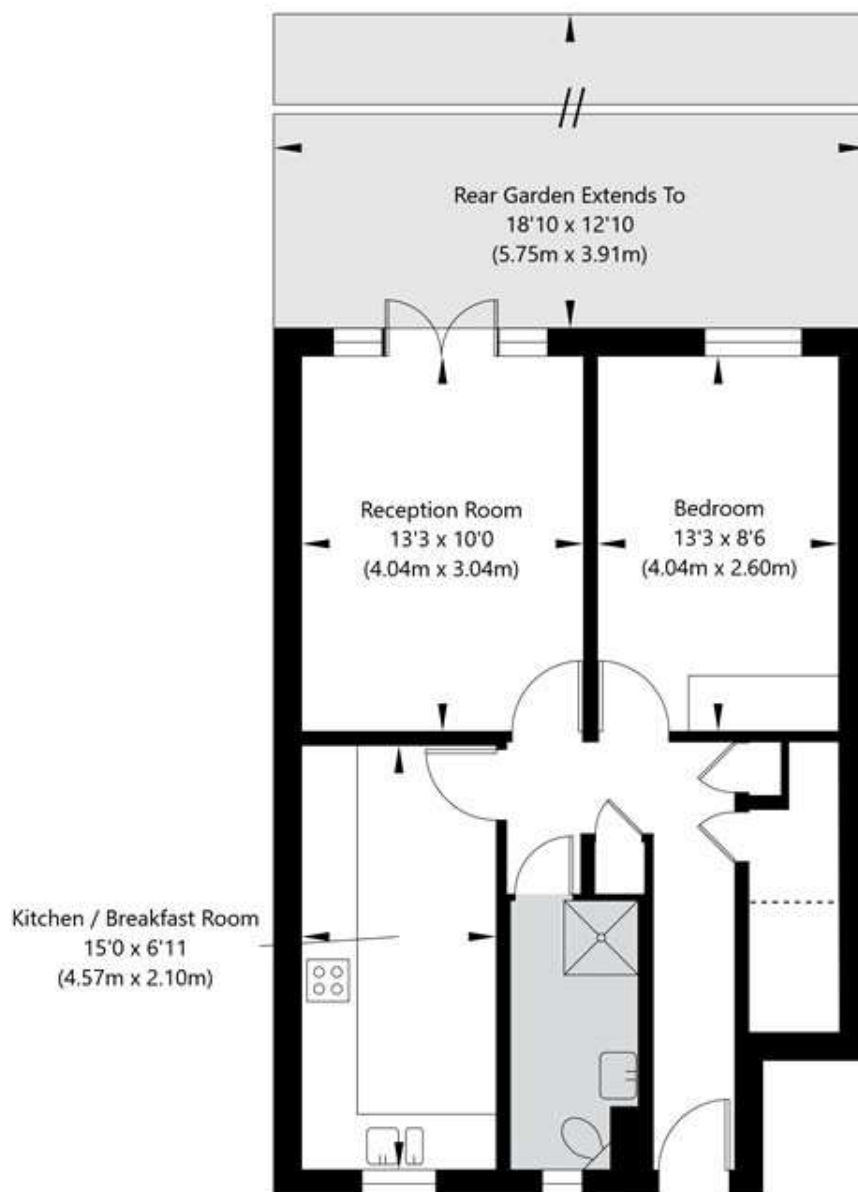 Rear Garden Extends To
18'10 x 12'10
(5.75m x 3.91m)
Reception Room
13'3 x 10'0
(4.04m x 3.04m)
Bedroom
13'3 x 8'6
(4.04m x 2.60m)
Kitchen / Breakfast Room
15'0 x 6'11
(4.57m x 2.10m)